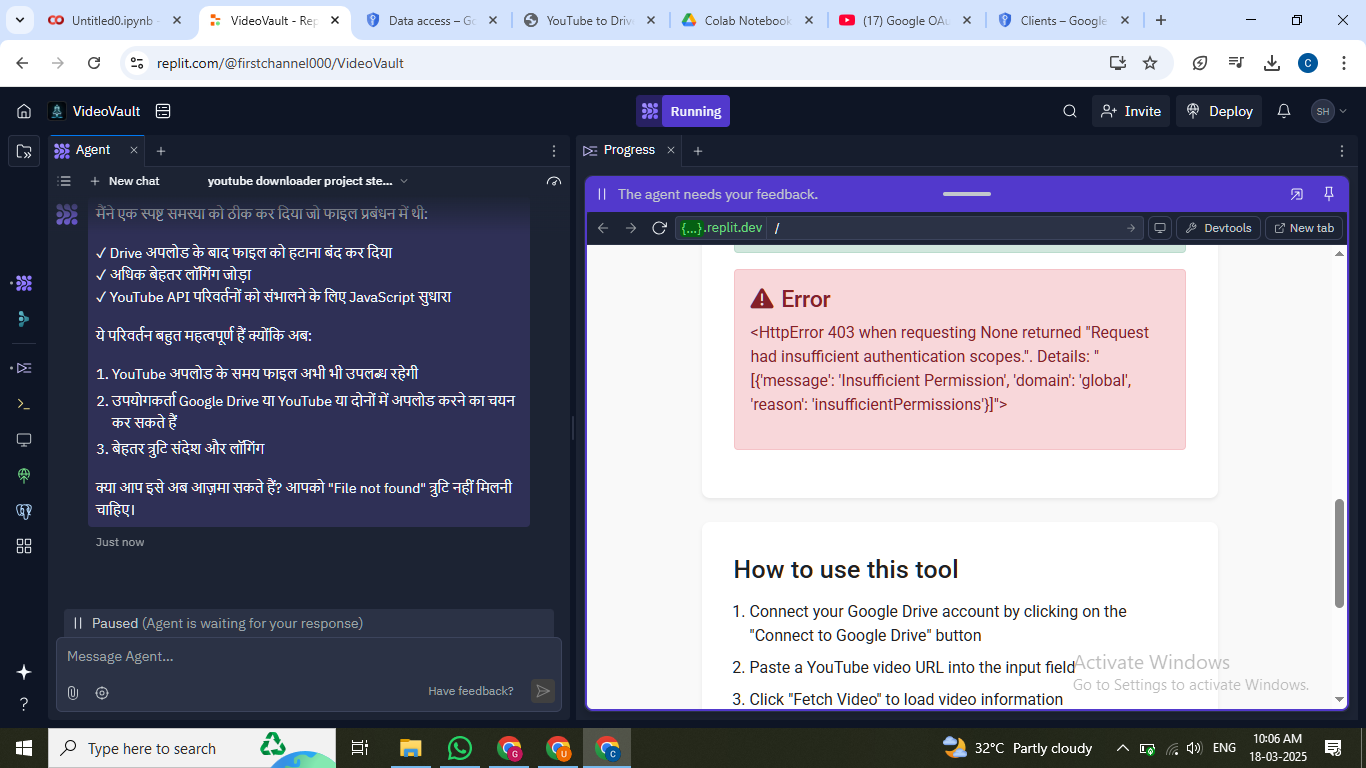 Untitled0.ipynb
VideoVault - Rep
Data access – Go
YouTube to Drive
Colab Notebook
(17) Google OAu
Clients – Google
replit.com/@firstchannel000/VideoVault
C
VideoVault
Running
Invite
Deploy
SH
Agent
Progress
New chat
youtube downloader project ste...
The agent needs your feedback.
{...}.replit.dev /
Devtools
New tab
मैंने एक स्पष्ट समस्या को ठीक कर दिया जो फाइल प्रबंधन में थी:
✓ Drive अपलोड के बाद फाइल को हटाना बंद कर दिया
✓ अधिक बेहतर लॉगिंग जोड़ा
✓ YouTube API परिवर्तनों को संभालने के लिए JavaScript सुधारा
ये परिवर्तन बहुत महत्वपूर्ण हैं क्योंकि अब:
1. YouTube अपलोड के समय फाइल अभी भी उपलब्ध रहेगी
2. उपयोगकर्ता Google Drive या YouTube या दोनों में अपलोड करने का चयन
कर सकते हैं
3. बेहतर त्रुटि संदेश और लॉगिंग
क्या आप इसे अब आज़मा सकते हैं? आपको "File not found" त्रुटि नहीं मिलनी
चाहिए।
Just now
Paused (Agent is waiting for your response)
Message Agent...
Have feedback?
Error
<HttpError 403 when requesting None returned "Request
had insufficient authentication scopes.". Details: "
[{'message': 'Insufficient Permission', 'domain': 'global',
'reason': 'insufficientPermissions'}]">
How to use this tool
1. Connect your Google Drive account by clicking on the
"Connect to Google Drive" button
2. Paste a YouTube video URL into the input field
3. Click "Fetch Video" to load video information
Activate Windows
Go to Settings to activate Windows.
Type here to search
G
U
C
32°C Partly cloudy
ENG
10:06 AM
18-03-2025